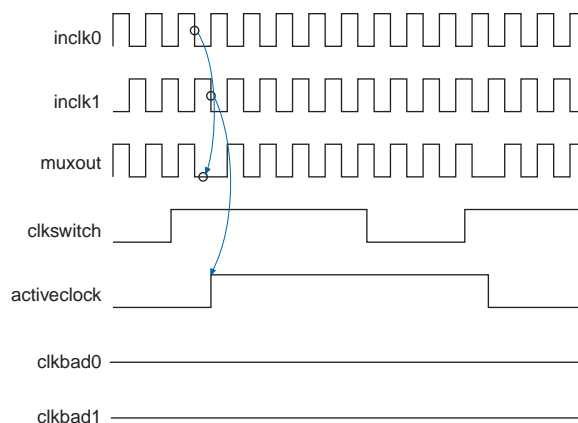 inclk0
inclk1
muxout
clkswitch
activeclock
clkbad0
clkbad1